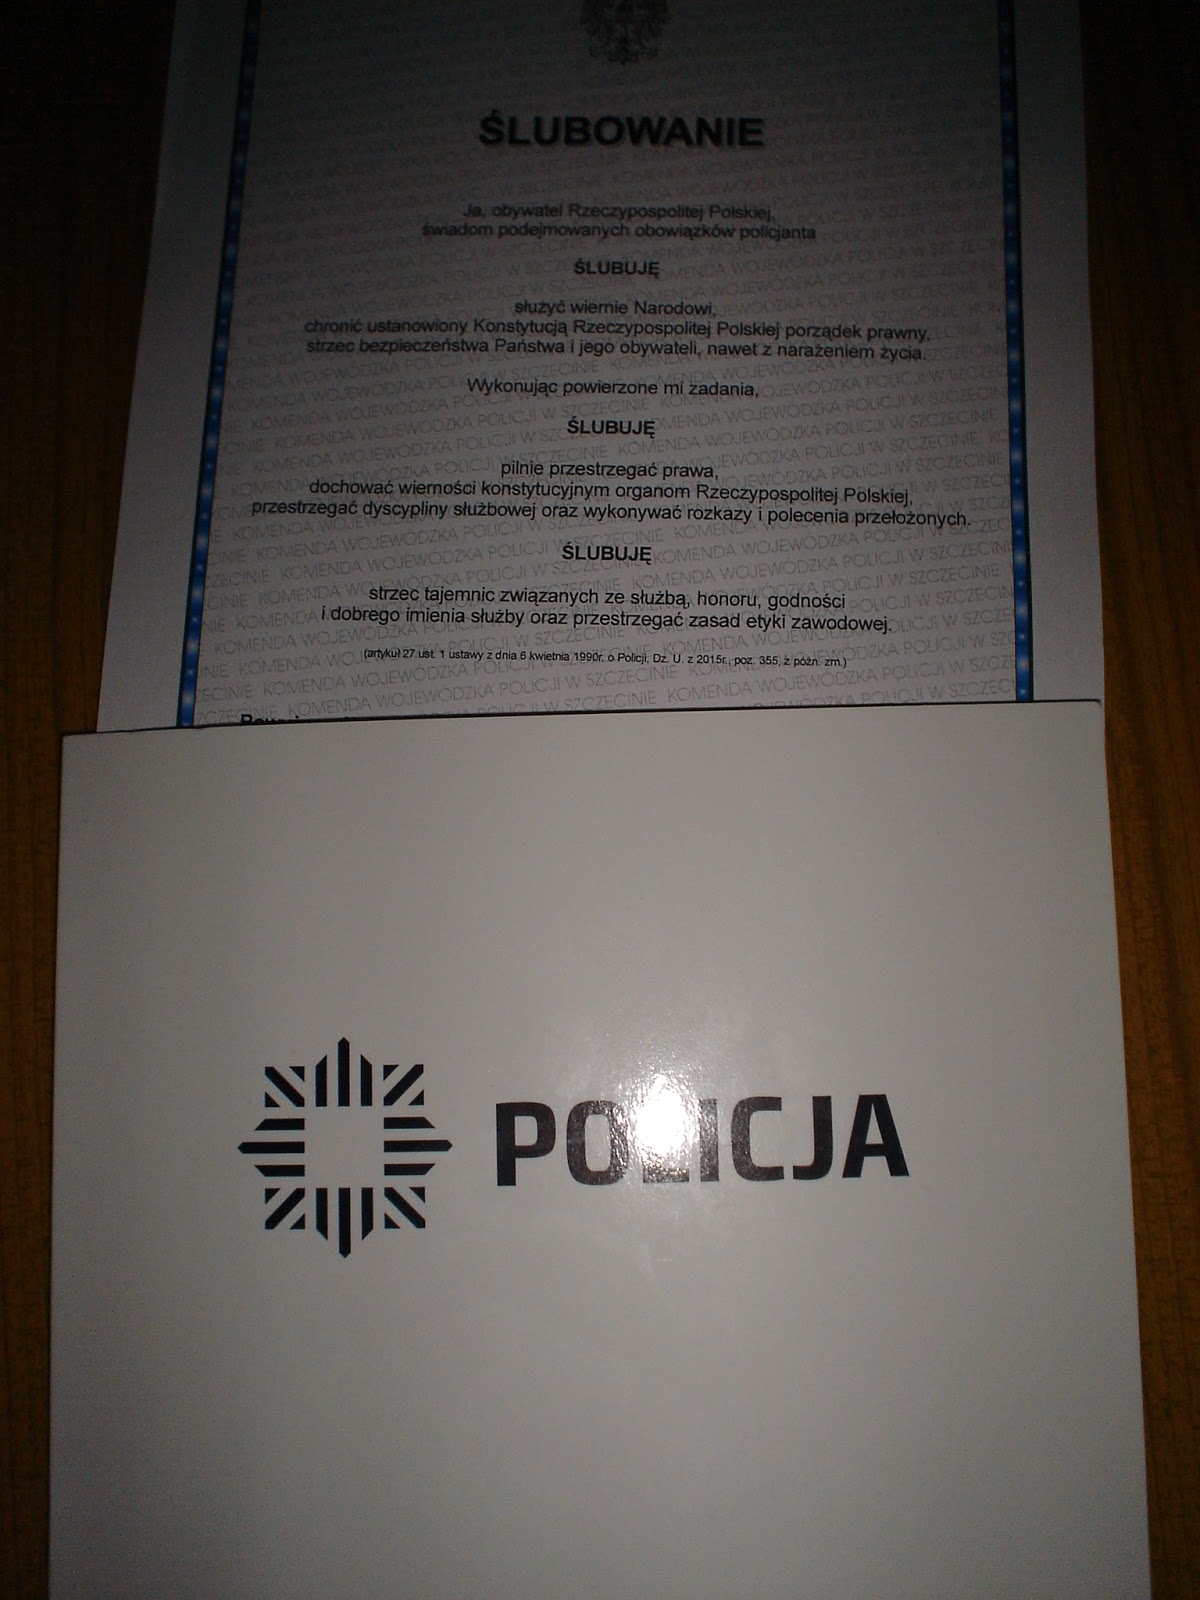 ŚLUBOWANIE
Ja, obywatel Rzeczypospolitej Polskiej,
świadom podejmowanych obowiązków policjanta
ŚLUBUJĘ
służyć wiernie Narodowi,
chronić ustanowiony Konstytucją Rzeczypospolitej Polskiej porządek prawny,
strzec bezpieczeństwa Państwa i jego obywateli, nawet z narażeniem życia.
Wykonując powierzone mi zadania,
ŚLUBUJĘ
pilnie przestrzegać prawa,
dochować wierności konstytucyjnym organom Rzeczypospolitej Polskiej,
przestrzegać dyscypliny służbowej oraz wykonywać rozkazy i polecenia przełożonych.
ŚLUBUJĘ
strzec tajemnic związanych ze służbą, honoru, godności
i dobrego imienia służby oraz przestrzegać zasad etyki zawodowej.
(artykuł 27 ust. 1 ustawy z dnia 6 kwietnia 1990r. o Policji, Dz. U. z 2015r., poz. 355, z późn. zm.)
POLICJA